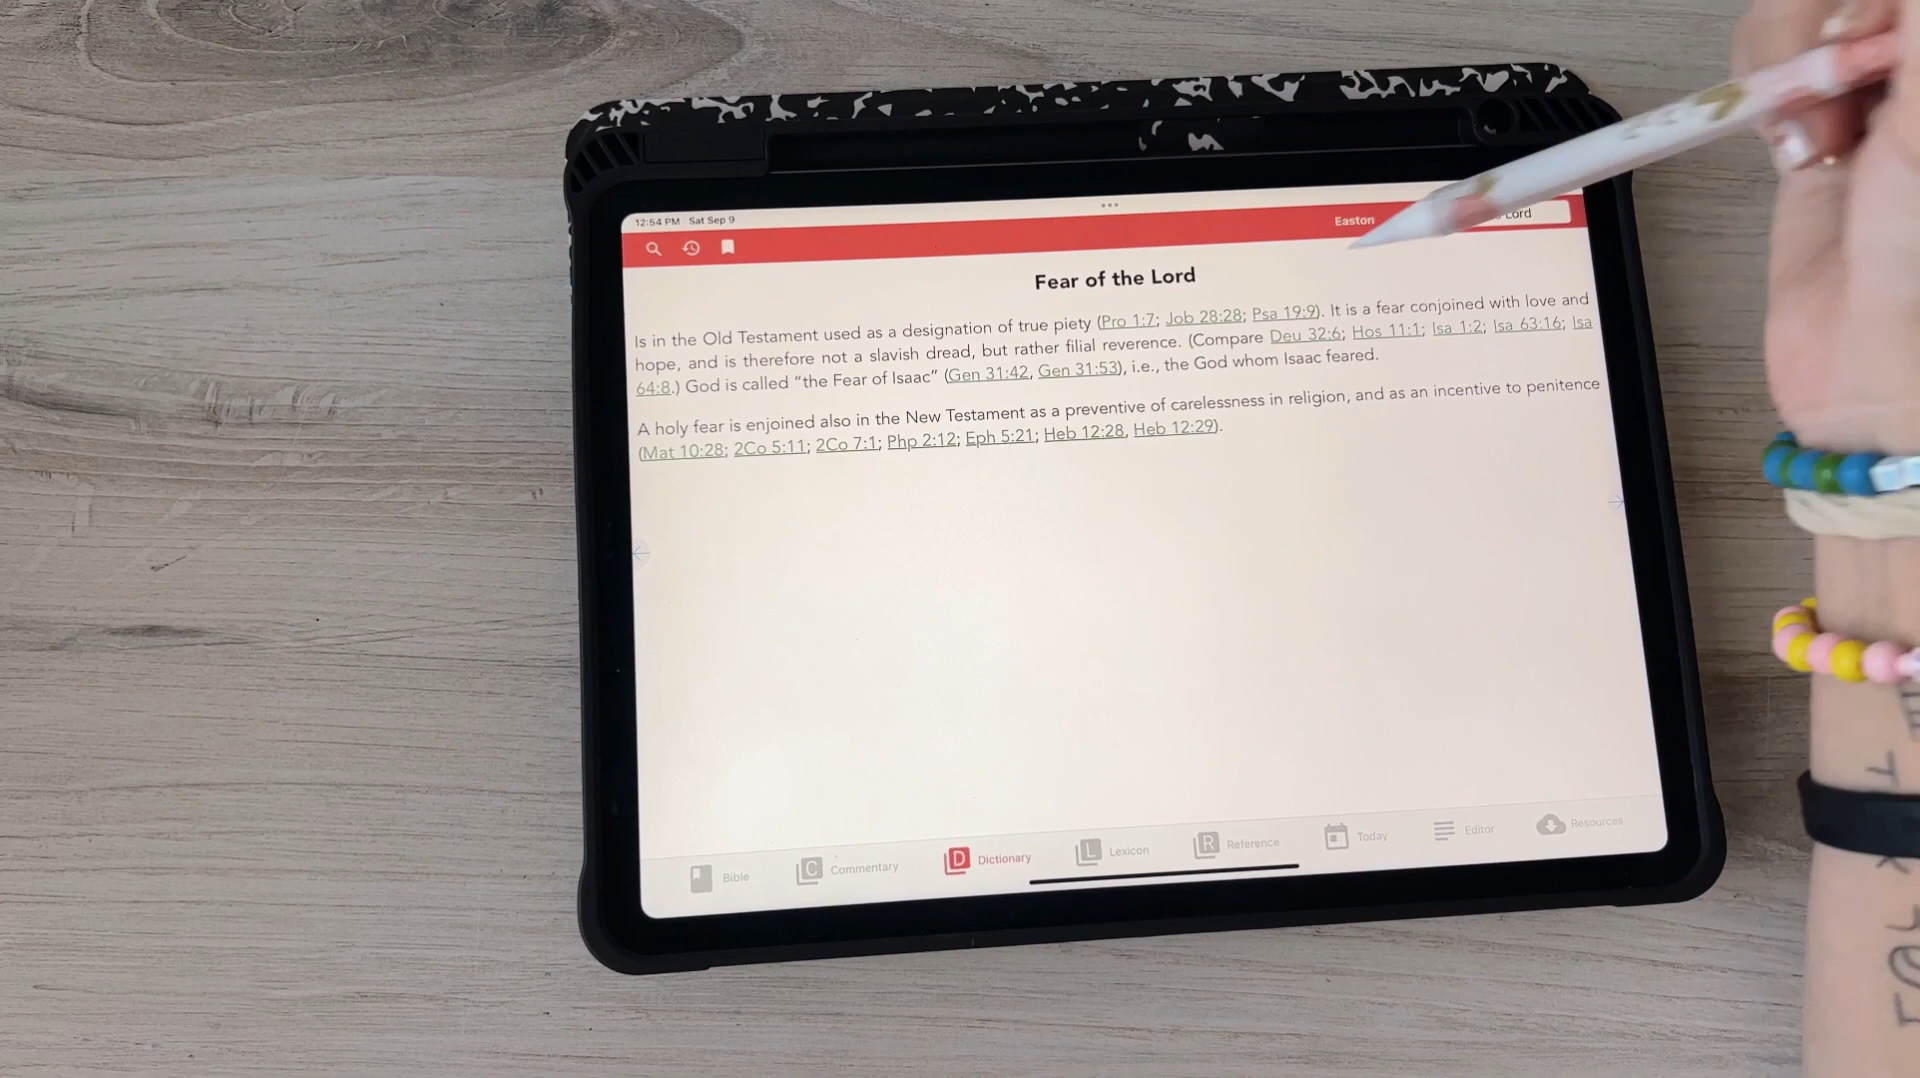 12:54 PM Sat Sep 9
Easton
Lord
Fear of the Lord
Is in the Old Testament used as a designation of true piety (Pro 1:7; Job 28:28; Psa 19:9). It is a fear conjoined with love and
hope, and is therefore not a slavish dread, but rather filial reverence. (Compare Deu 32:6; Hos 11:1; Isa 1:2; Isa 63:16; Isa
64:8.) God is called “the Fear of Isaac” (Gen 31:42, Gen 31:53), i.e., the God whom Isaac feared.
A holy fear is enjoined also in the New Testament as a preventive of carelessness in religion, and as an incentive to penitence
(Mat 10:28; 2Co 5:11; 2Co 7:1; Php 2:12; Eph 5:21; Heb 12:28, Heb 12:29).
Bible
C Commentary
D Dictionary
L Lexicon
R Reference
Today
Editor
Resources